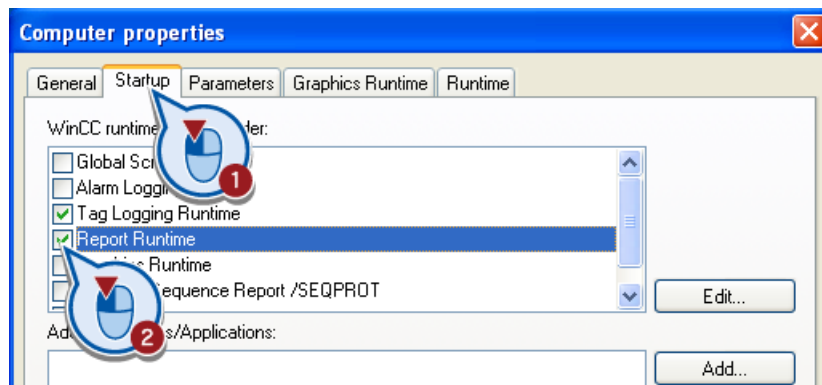 Computer properties
General Startup Parameters Graphics Runtime Runtime
WinCC runtime der:
Global Scr
Alarm Loggi
1
Tag Logging Runtime
Report Runtime
Runtime
equence Report /SEQPROT
Edit...
2
s/Applications:
Add...